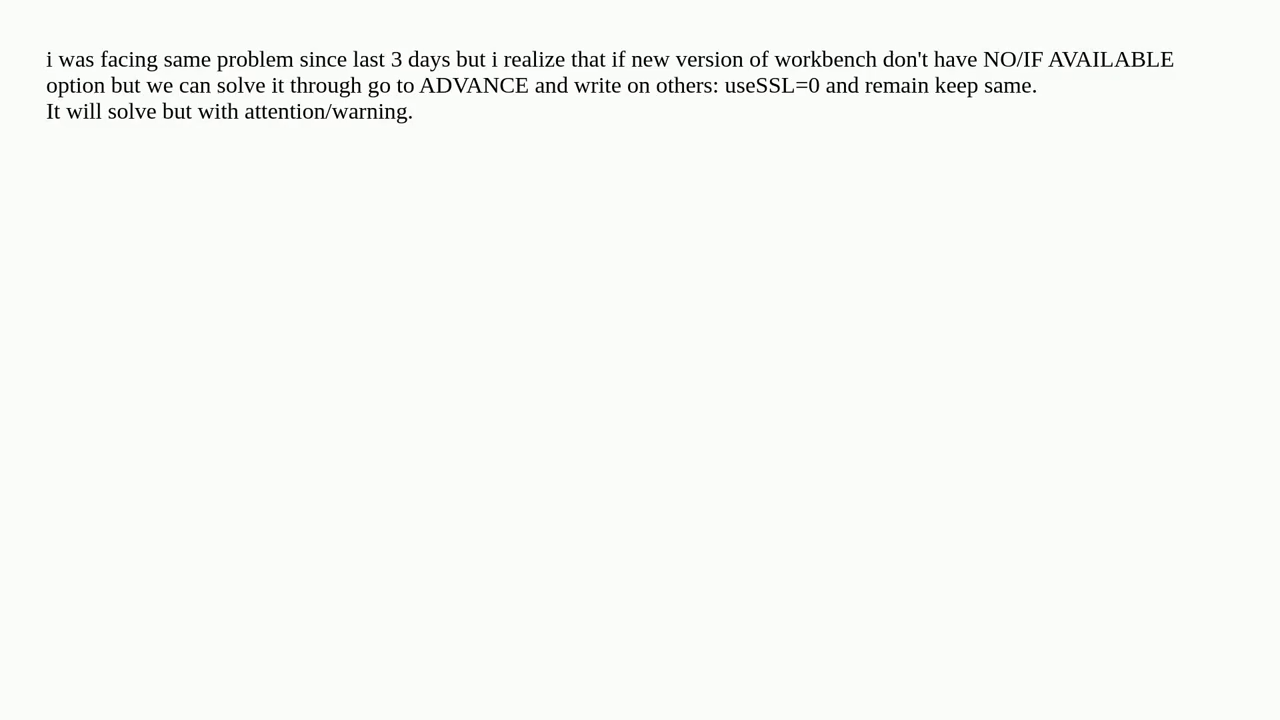 i was facing same problem since last 3 days but i realize that if new version of workbench don't have NO/IF AVAILABLE
option but we can solve it through go to ADVANCE and write on others: useSSL=0 and remain keep same.
It will solve but with attention/warning.